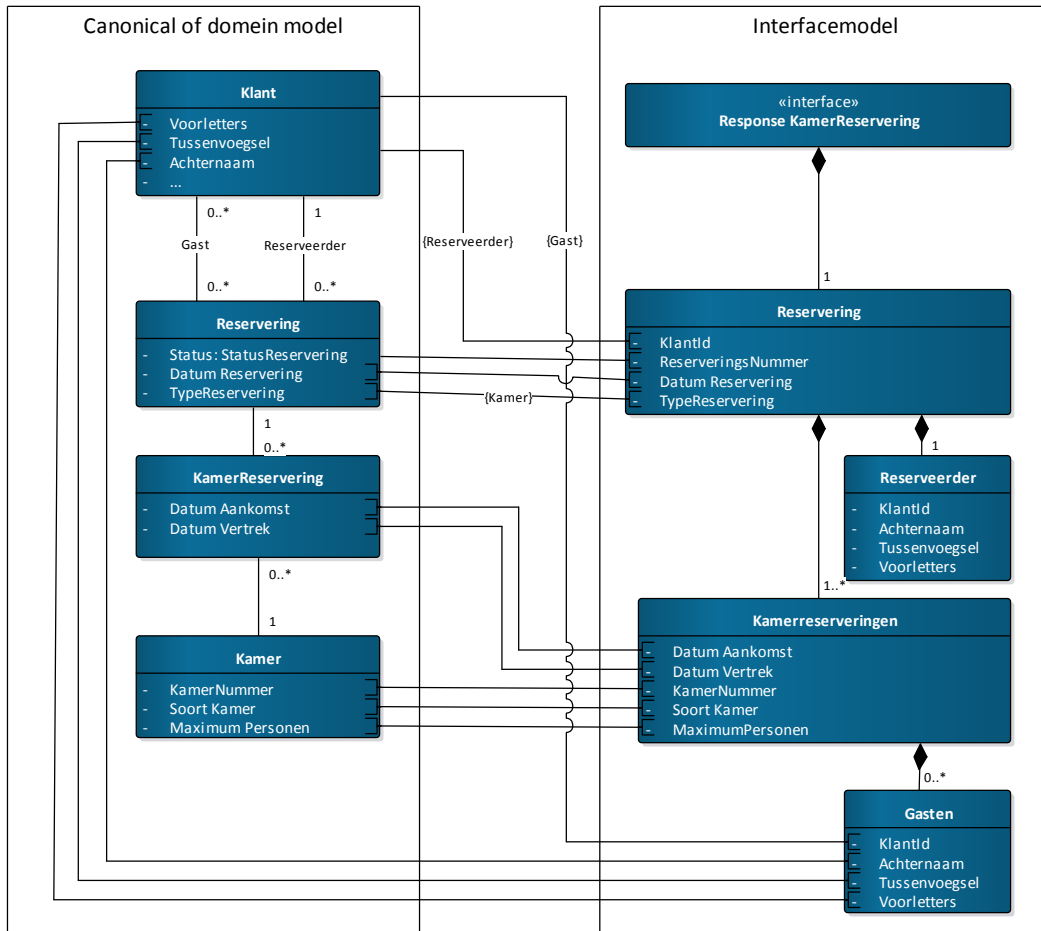 Canonical of domein model
Klant
- Voorletters
- Tussenvoegsel
- Achternaam
- ...
0..*
1
Gast
Reserveerder
0..*
0..*
Reservering
- Status: StatusReservering
- Datum Reservering
- TypeReservering
1
0..*
KamerReservering
- Datum Aankomst
- Datum Vertrek
0..*
1
Kamer
- KamerNummer
- Soort Kamer
- Maximum Personen
{Reserveerder}
{Gast}
{Kamer}
Interfacemodel
«interface»
Response KamerReservering
1
Reservering
- KlantId
- ReserveringsNummer
- Datum Reservering
- TypeReservering
1
Reserveerder
- KlantId
- Achternaam
- Tussenvoegsel
- Voorletters
1..*
Kamerreserveringen
- Datum Aankomst
- Datum Vertrek
- KamerNummer
- Soort Kamer
- MaximumPersonen
0..*
Gasten
- KlantId
- Achternaam
- Tussenvoegsel
- Voorletters